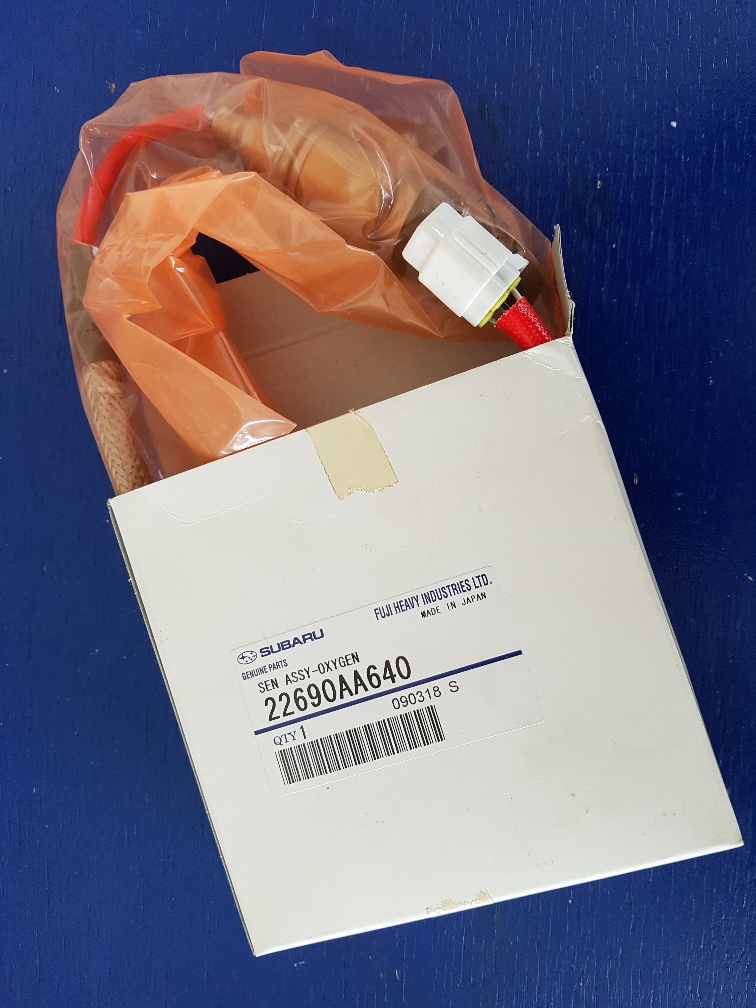 FUJI HEAVY INDUSTRIES LTD.
MADE IN JAPAN
SUBARU
GENUINE PARTS
SEN ASSY-OXYGEN
22690AA640
090318 S
QTY 1